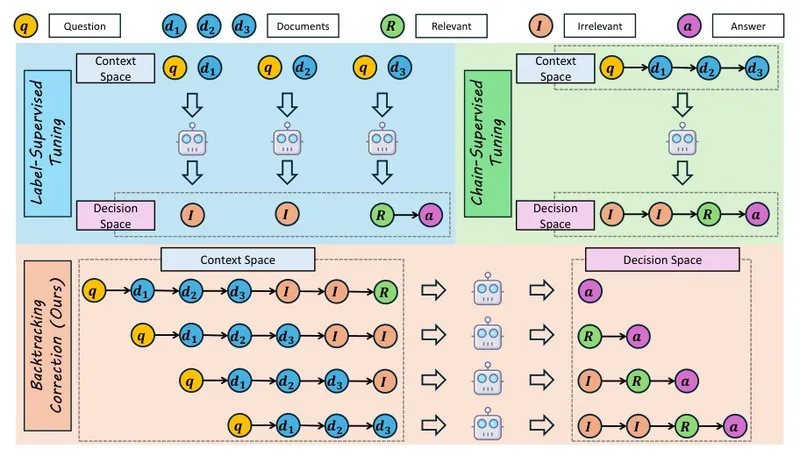 q Question d1 d2 d3 Documents R Relevant I Irrelevant a Answer
Label-Supervised
Tuning
Context
Space
q d1 q d2 q d3
Decision
Space
I I R a
Chain-Supervised
Tuning
Context
Space
q d1 d2 d3
Decision
Space
I I R a
Backtracking
Correction (Ours)
Context Space
Decision Space
q d1 d2 d3 I I R
a
q d1 d2 d3 I I
R a
q d1 d2 d3 I
I R a
q d1 d2 d3
I I R a